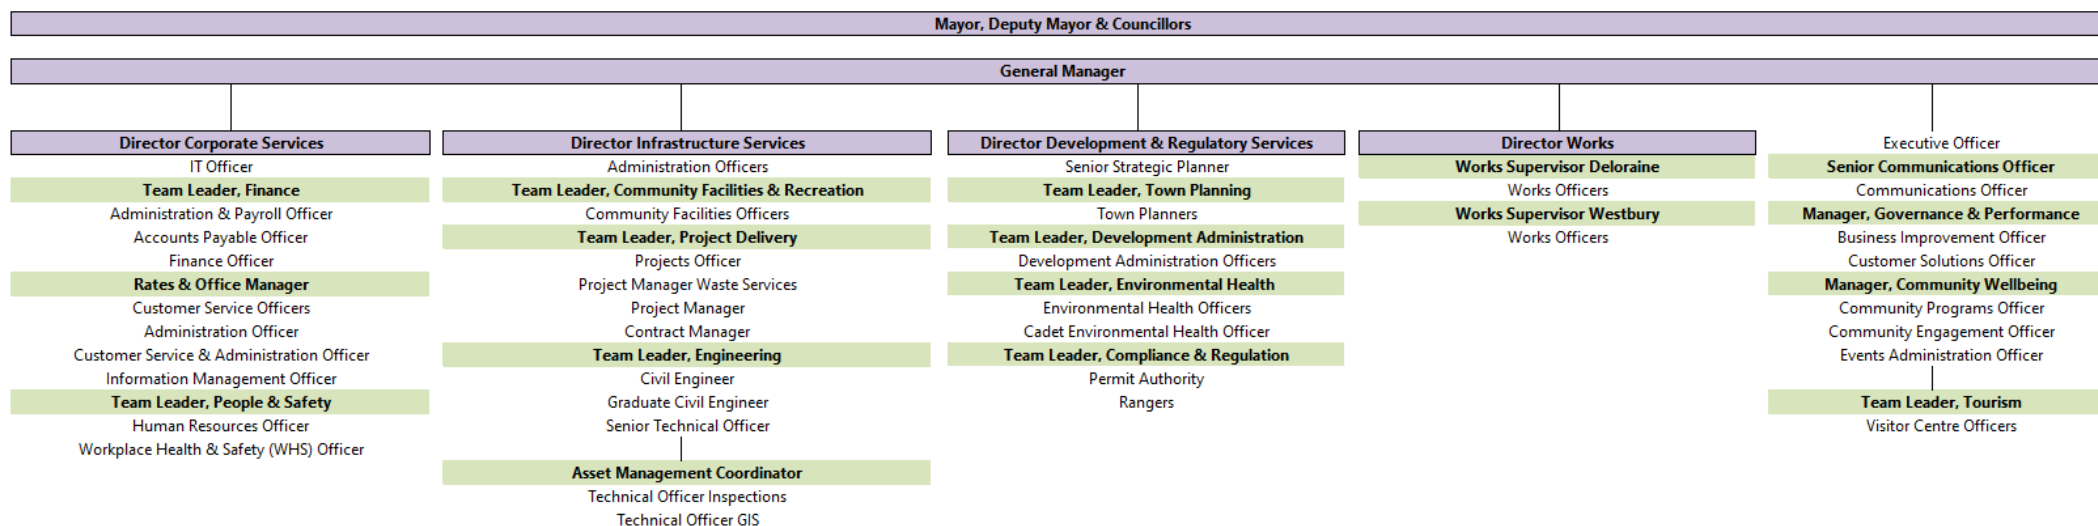 Mayor, Deputy Mayor & Councillors
General Manager
Director Corporate Services
IT Officer
Team Leader, Finance
Administration & Payroll Officer
Accounts Payable Officer
Finance Officer
Rates & Office Manager
Customer Service Officers
Administration Officer
Customer Service & Administration Officer
Information Management Officer
Team Leader, People & Safety
Human Resources Officer
Workplace Health & Safety (WHS) Officer
Director Infrastructure Services
Administration Officers
Team Leader, Community Facilities & Recreation
Community Facilities Officers
Team Leader, Project Delivery
Projects Officer
Project Manager Waste Services
Project Manager
Contract Manager
Team Leader, Engineering
Civil Engineer
Graduate Civil Engineer
Senior Technical Officer
Asset Management Coordinator
Technical Officer Inspections
Technical Officer GIS
Director Development & Regulatory Services
Senior Strategic Planner
Team Leader, Town Planning
Town Planners
Team Leader, Development Administration
Development Administration Officers
Team Leader, Environmental Health
Environmental Health Officers
Cadet Environmental Health Officer
Team Leader, Compliance & Regulation
Permit Authority
Rangers
Director Works
Works Supervisor Deloraine
Works Officers
Works Supervisor Westbury
Works Officers
Executive Officer
Senior Communications Officer
Communications Officer
Manager, Governance & Performance
Business Improvement Officer
Customer Solutions Officer
Manager, Community Wellbeing
Community Programs Officer
Community Engagement Officer
Events Administration Officer
Team Leader, Tourism
Visitor Centre Officers